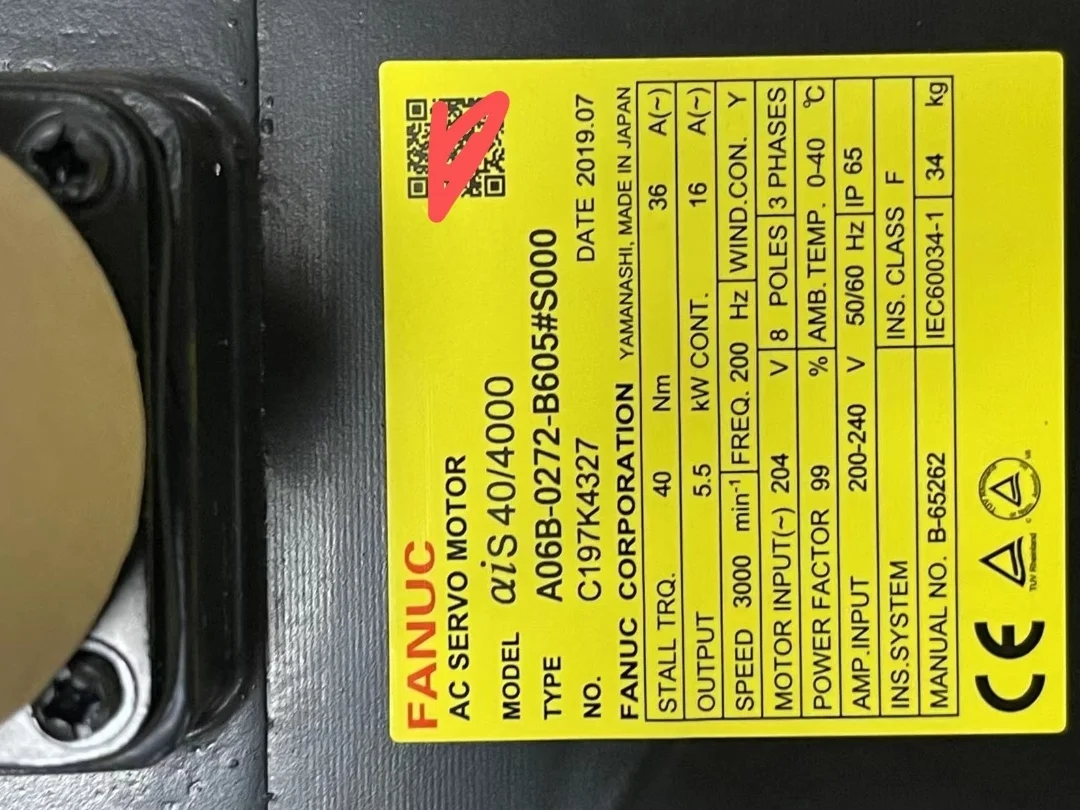 FANUC
AC SERVO MOTOR
MODEL αiS 40/4000
TYPE A06B-0272-B605#S000
NO. C197K4327 DATE 2019.07
FANUC CORPORATION YAMANASHI, MADE IN JAPAN
STALL TRQ. 40 Nm 36 A(~)
OUTPUT 5.5 kW CONT. 16 A(~)
SPEED 3000 min⁻¹ FREQ. 200 Hz WIND.CON. Y
MOTOR INPUT(~) 204 V 8 POLES 3 PHASES
POWER FACTOR 99 % AMB. TEMP. 0-40 ℃
AMP.INPUT 200-240 V 50/60 Hz IP 65
INS.SYSTEM INS. CLASS F
MANUAL NO. B-65262 IEC60034-1 34 kg
CE
TUV Rheinland